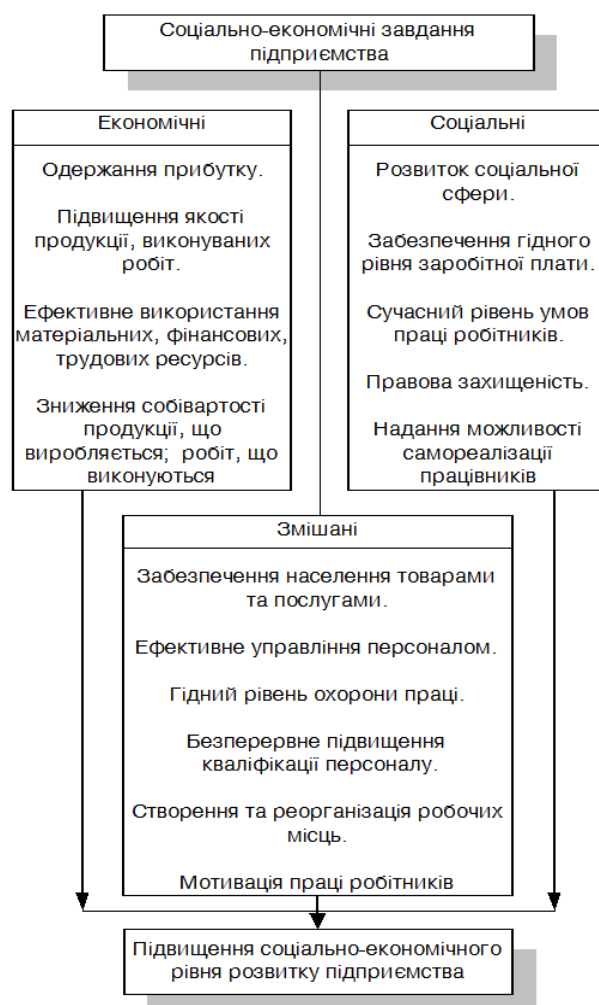 Соціально-економічні завдання
підприємства
Економічні
Одержання прибутку.
Підвищення якості
продукції, виконуваних
робіт.
Ефективне використання
матеріальних, фінансових,
трудових ресурсів.
Зниження собівартості
продукції, що
виробляється; робіт, що
виконуються
Соціальні
Розвиток соціальної
сфери.
Забезпечення гідного
рівня заробітної плати.
Сучасний рівень умов
праці робітників.
Правова захищеність.
Надання можливості
самореалізації
працівників
Змішані
Забезпечення населення товарами
та послугами.
Ефективне управління персоналом.
Гідний рівень охорони праці.
Безперервне підвищення
кваліфікації персоналу.
Створення та реорганізація робочих
місць.
Мотивація праці робітників
Підвищення соціально-економічного
рівня розвитку підприємства